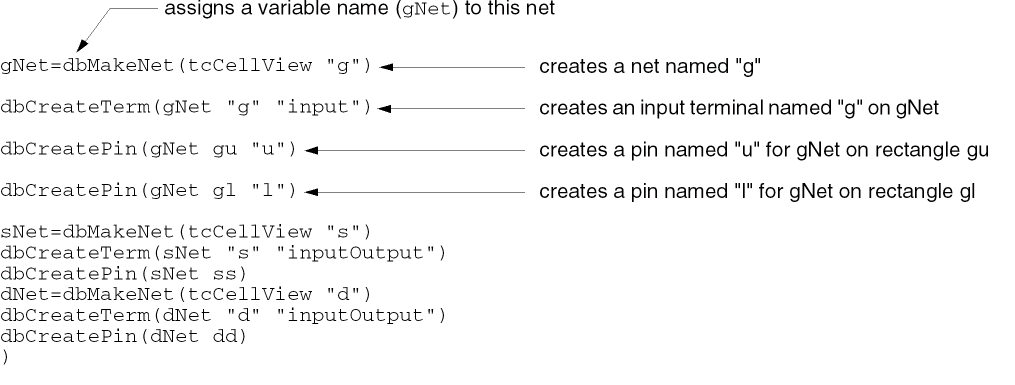 assigns a variable name (gNet) to this net
gNet=dbMakeNet(tcCellView "g") creates a net named "g"
dbCreateTerm(gNet "g" "input") creates an input terminal named "g" on gNet
dbCreatePin(gNet gu "u") creates a pin named "u" for gNet on rectangle gu
dbCreatePin(gNet gl "l") creates a pin named "l" for gNet on rectangle gl
sNet=dbMakeNet(tcCellView "s")
dbCreateTerm(sNet "s" "inputOutput")
dbCreatePin(sNet ss)
dNet=dbMakeNet(tcCellView "d")
dbCreateTerm(dNet "d" "inputOutput")
dbCreatePin(dNet dd)
)